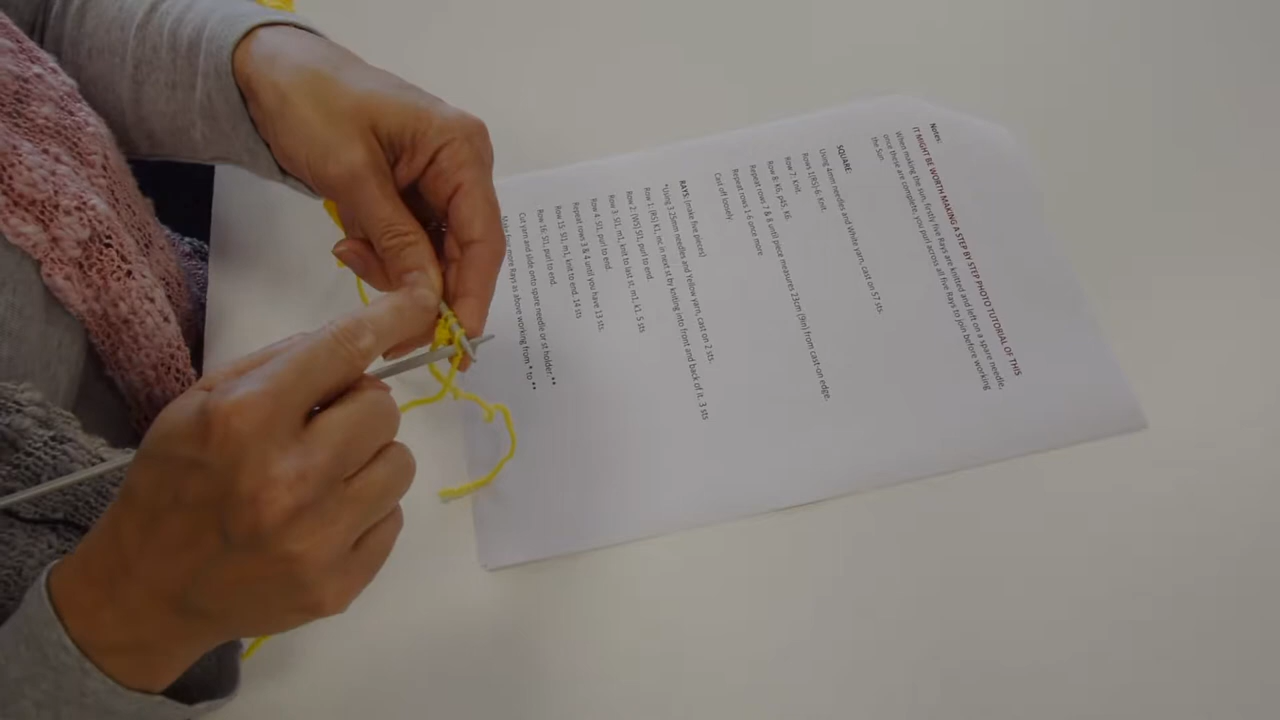 Notes:
IT MIGHT BE WORTH MAKING A STEP BY STEP PHOTO TUTORIAL OF THIS
When making the sun, firstly five Rays are knitted and left on a spare needle,
once these are complete, you purl across all five Rays to join before working
the Sun.
SQUARE:
Using 4mm needles and White yarn, cast on 57 sts.
Rows 1(RS)-6: Knit.
Row 7: Knit.
Row 8: K6, p45, k6.
Repeat rows 7 & 8 until piece measures 23cm (9in) from cast-on edge.
Repeat rows 1-6 once more
Cast off loosely
RAYS: (make five pieces)
*Using 3.25mm needles and Yellow yarn, cast on 2 sts.
Row 1: (RS) K1, inc in next st by knitting into front and back of it. 3 sts
Row 2: (WS) Sl1, purl to end.
Row 3: Sl1, m1, knit to last st, m1, k1. 5 sts
Row 4: Sl1, purl to end.
Repeat rows 3 & 4 until you have 13 sts.
Row 15: Sl1, m1, knit to end. 14 sts
Row 16: Sl1, purl to end.
Cut yarn and slide onto spare needle or st holder.**
Make five more Rays as above working from * to **